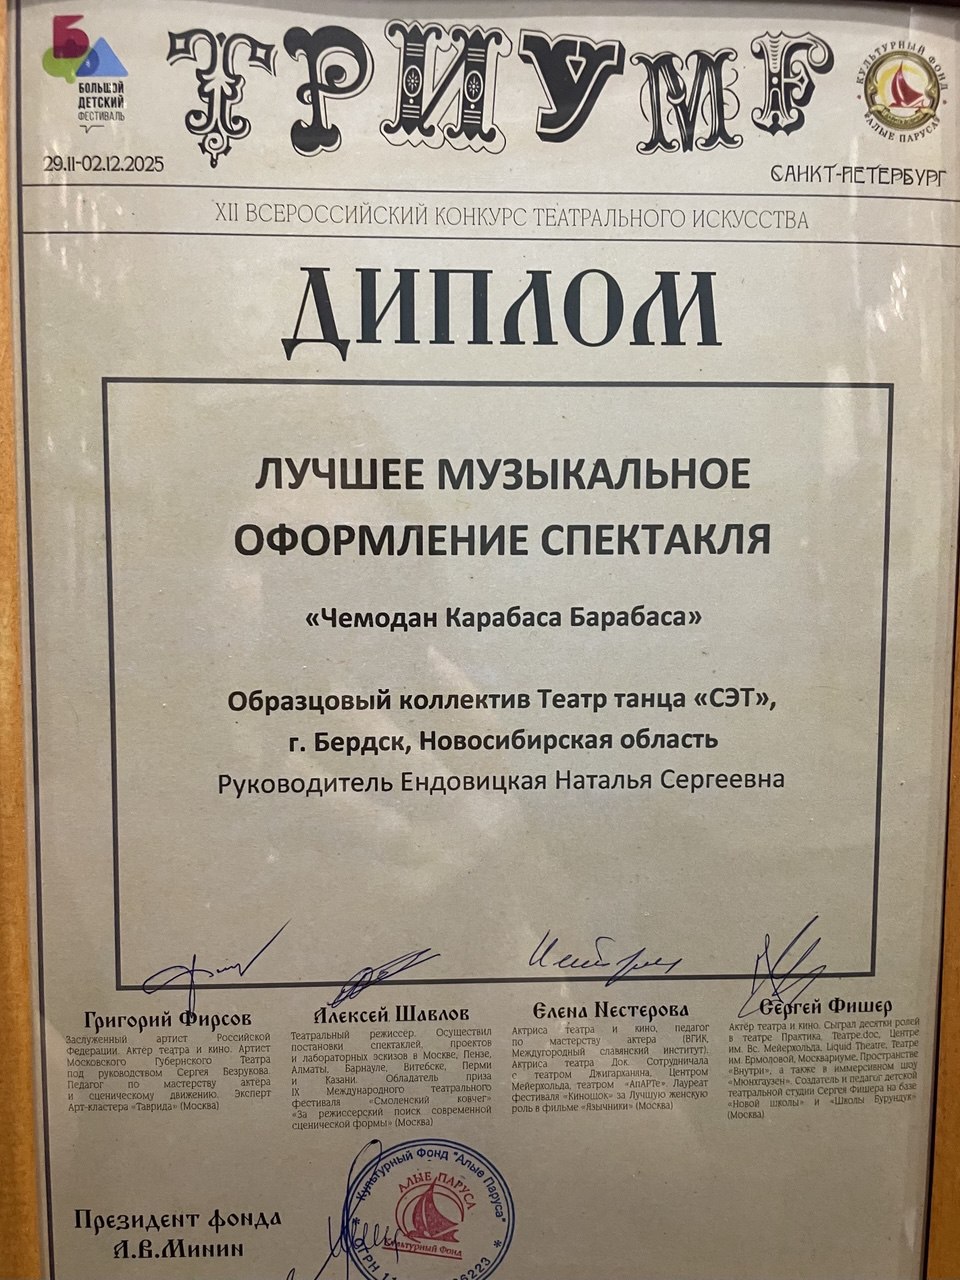 БОЛЬШОЙ
ДЕТСКИЙ
ФЕСТИВАЛЬ
ТРИУМФ
КУЛЬТУРНЫЙ ФОНД
"АЛЫЕ ПАРУСА"
29.11-02.12.2025
САНКТ-ПЕТЕРБУРГ
XII ВСЕРОССИЙСКИЙ КОНКУРС ТЕАТРАЛЬНОГО ИСКУССТВА
ДИПЛОМ
ЛУЧШЕЕ МУЗЫКАЛЬНОЕ
ОФОРМЛЕНИЕ СПЕКТАКЛЯ
«Чемодан Карабаса Барабаса»
Образцовый коллектив Театр танца «СЭТ»,
г. Бердск, Новосибирская область
Руководитель Ендовицкая Наталья Сергеевна
Григорий Фирсов
Заслуженный артист Российской
Федерации. Актёр театра и кино. Артист
Московского Губернского Театра
под руководством Сергея Безрукова.
Педагог по мастерству актера
и сценическому движению. Эксперт
Арт-кластера «Таврида» (Москва)
Алексей Шавлов
Театральный режиссёр. Осуществил
постановки спектаклей, проектов
и лабораторных эскизов в Москве, Пензе,
Алматы, Барнауле, Витебске, Перми
и Казани. Обладатель приза
IX Международного театрального
фестиваля «Смоленский ковчег»
«За режиссерский поиск современной
сценической формы» (Москва)
Елена Нестерова
Актриса театра и кино, педагог
по мастерству актера (ВГИК,
Международный славянский институт).
Актриса театра Док. Сотрудничала
с театром Джигарханяна, Центром
Мейерхольда, театром «АпАРТе». Лауреат
фестиваля «Киношок» за Лучшую женскую
роль в фильме «Язычники» (Москва)
Сергей Фишер
Актёр театра и кино. Сыграл десятки ролей
в театре Практика, Театре.doc, Центре
им. Вс. Мейерхольда, Liquid Theatre, Театре
им. Ермоловой, Москвариуме, Пространстве
«Внутри», а также в иммерсивном шоу
«Мюнхгаузен». Создатель и педагог детской
театральной студии Сергея Фишера на базе
«Новой школы» и «Школы Бурундук»
(Москва)
Президент фонда
А.В.Минин
Культурный Фонд "Алые Паруса"
АЛЫЕ ПАРУСА
Культурный Фонд
ОГРН